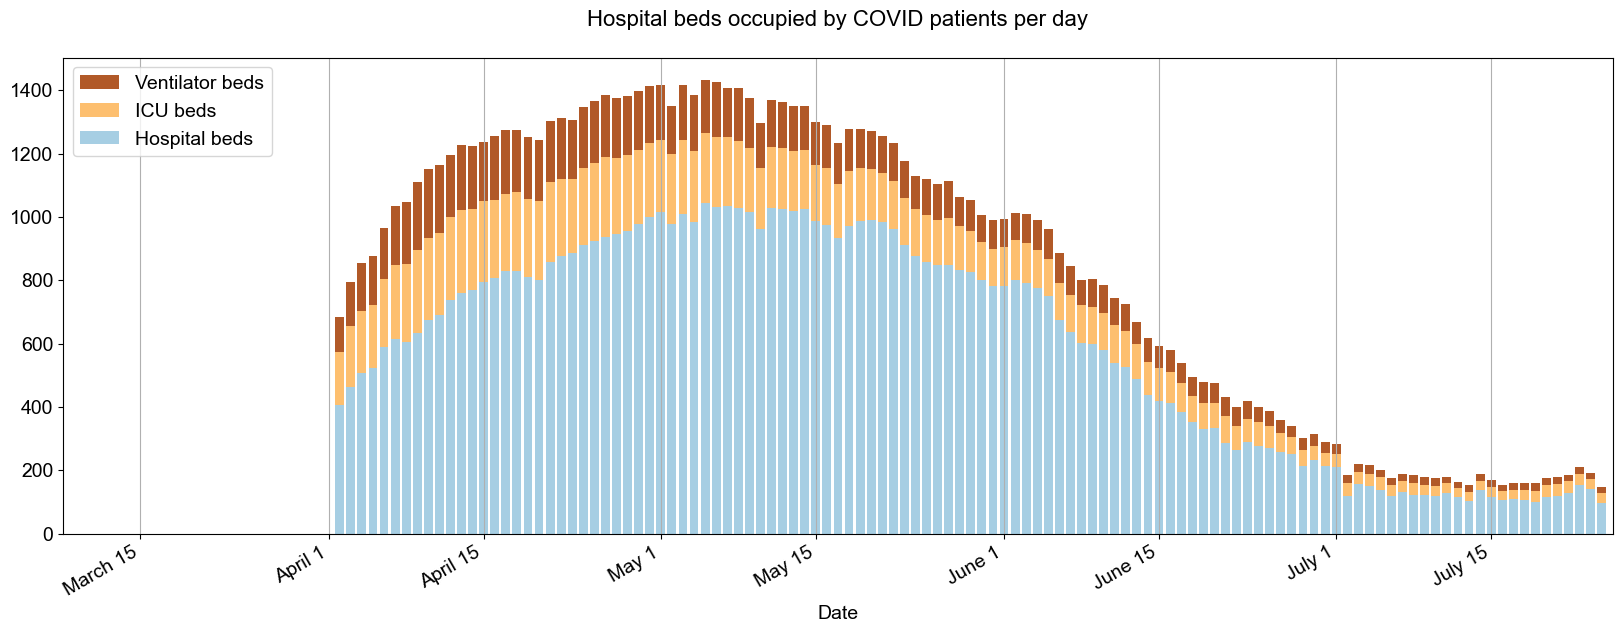 Hospital beds occupied by COVID patients per day
Ventilator beds
ICU beds
Hospital beds
1400
1200
1000
800
600
400
200
0
March 15
April 1
April 15
May 1
May 15
June 1
June 15
July 1
July 15
Date